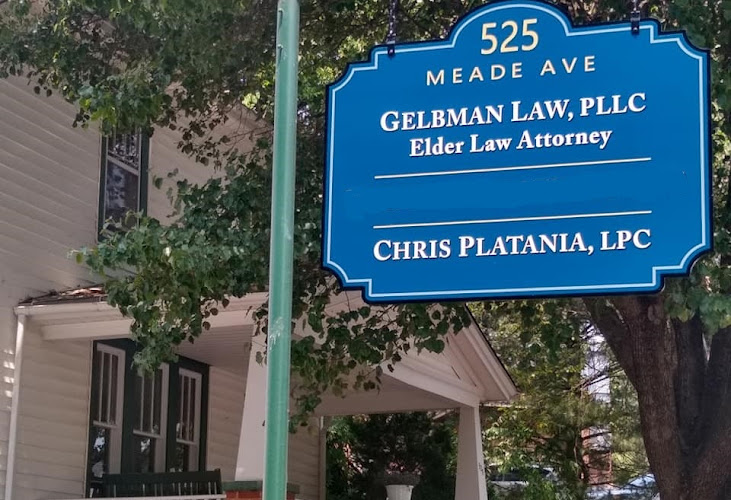 525
MEADE AVE
GELBMAN LAW, PLLC
Elder Law Attorney
CHRIS PLATANIA, LPC